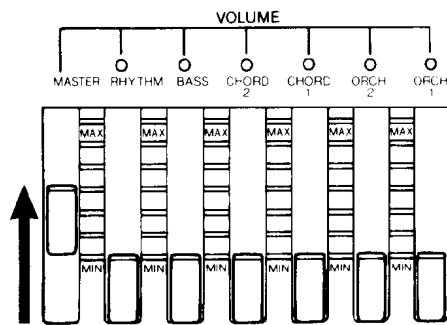 VOLUME
MASTER RHYTHM BASS CHORD 2 CHORD 1 ORCH 2 ORCH 1
MAX MAX MAX MAX MAX MAX
MIN MIN MIN MIN MIN MIN